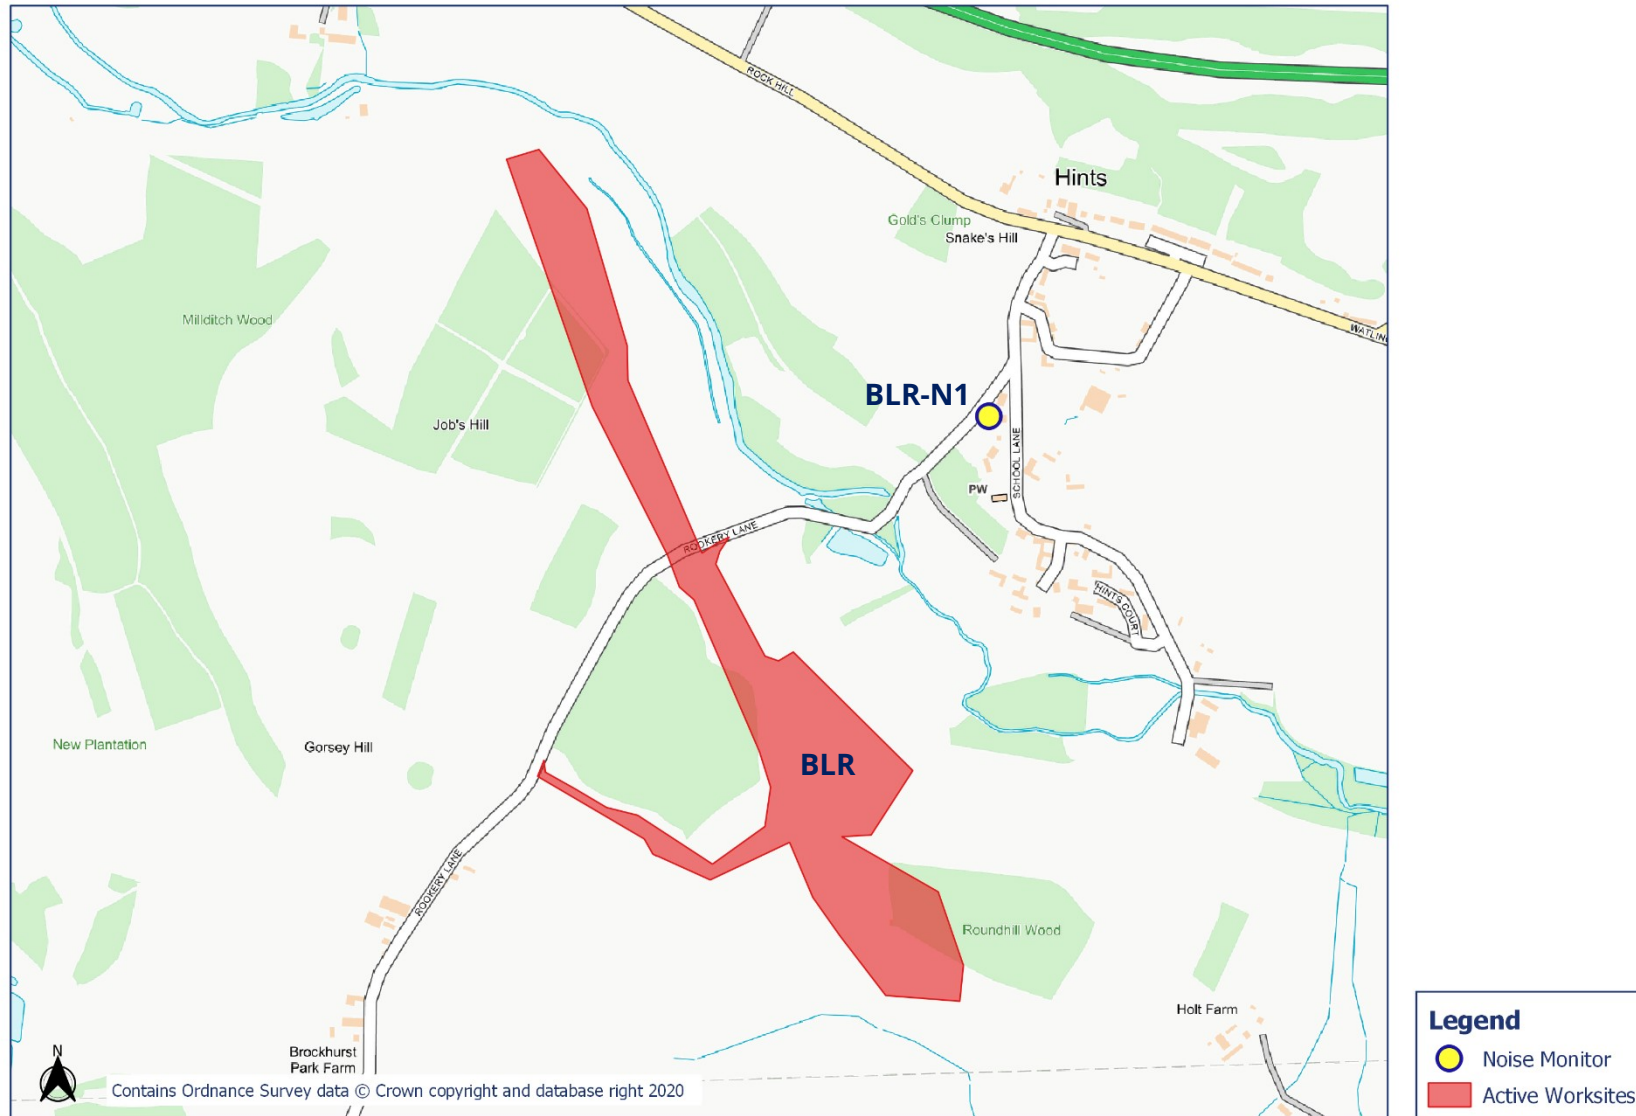 ROCK HILL
Hints
Gold's Clump
Snake's Hill
Millditch Wood
WATLING
BLR-N1
Job's Hill
SCHOOL LANE
PW
ROOKERY LANE
HINTS COURT
New Plantation
Gorsey Hill
BLR
ROOKERY LANE
Roundhill Wood
Holt Farm
Brockhurst
Park Farm
N
Contains Ordnance Survey data © Crown copyright and database right 2020
Legend
Noise Monitor
Active Worksites